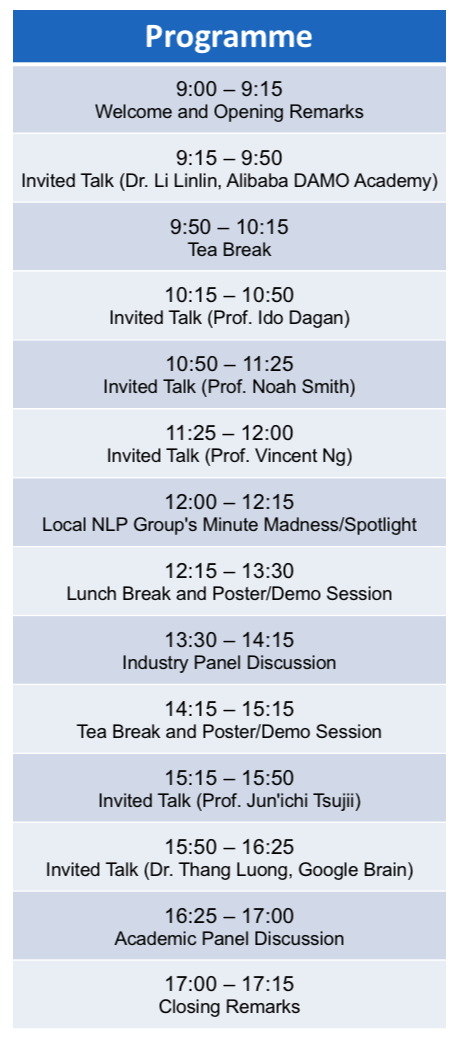 Programme
9:00 – 9:15
Welcome and Opening Remarks
9:15 – 9:50
Invited Talk (Dr. Li Linlin, Alibaba DAMO Academy)
9:50 – 10:15
Tea Break
10:15 – 10:50
Invited Talk (Prof. Ido Dagan)
10:50 – 11:25
Invited Talk (Prof. Noah Smith)
11:25 – 12:00
Invited Talk (Prof. Vincent Ng)
12:00 – 12:15
Local NLP Group's Minute Madness/Spotlight
12:15 – 13:30
Lunch Break and Poster/Demo Session
13:30 – 14:15
Industry Panel Discussion
14:15 – 15:15
Tea Break and Poster/Demo Session
15:15 – 15:50
Invited Talk (Prof. Jun'ichi Tsujii)
15:50 – 16:25
Invited Talk (Dr. Thang Luong, Google Brain)
16:25 – 17:00
Academic Panel Discussion
17:00 – 17:15
Closing Remarks